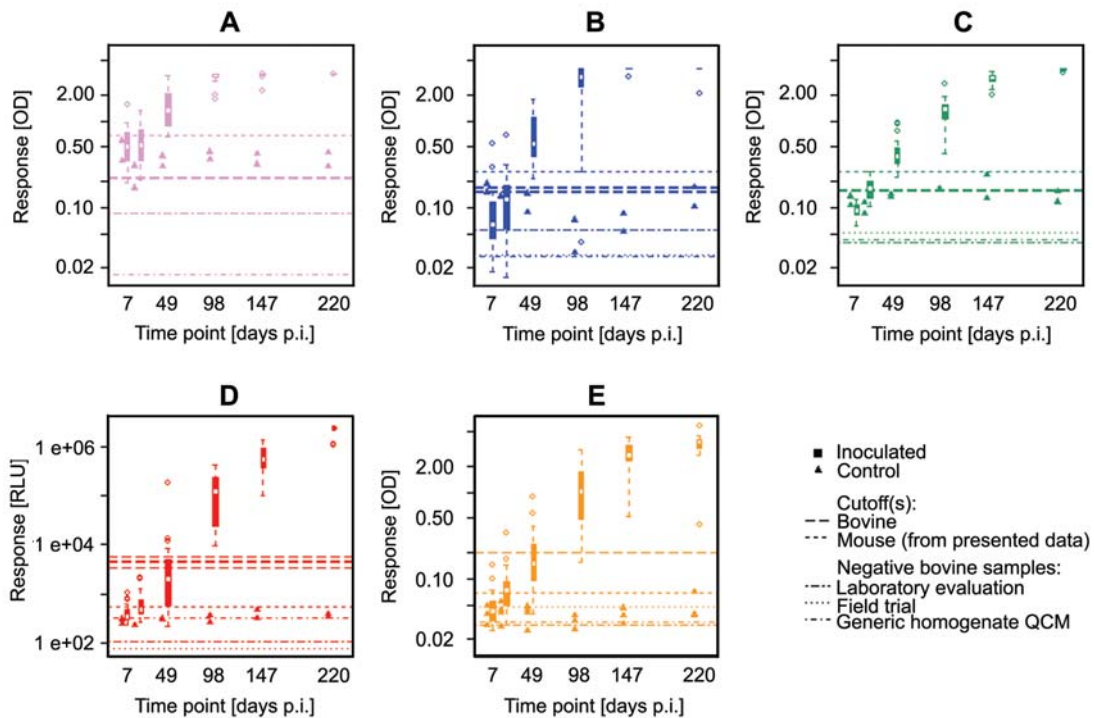 A
B
C
Response [OD]
2.00
0.50
0.10
0.02
7 49 98 147 220
Time point [days p.i.]
Response [OD]
2.00
0.50
0.10
0.02
7 49 98 147 220
Time point [days p.i.]
Response [OD]
2.00
0.50
0.10
0.02
7 49 98 147 220
Time point [days p.i.]
D
E
Response [RLU]
1 e+06
1 e+04
1 e+02
7 49 98 147 220
Time point [days p.i.]
Response [OD]
2.00
0.50
0.10
0.02
7 49 98 147 220
Time point [days p.i.]
Inoculated
Control
Cutoff(s):
Bovine
Mouse (from presented data)
Negative bovine samples:
Laboratory evaluation
Field trial
Generic homogenate QCM